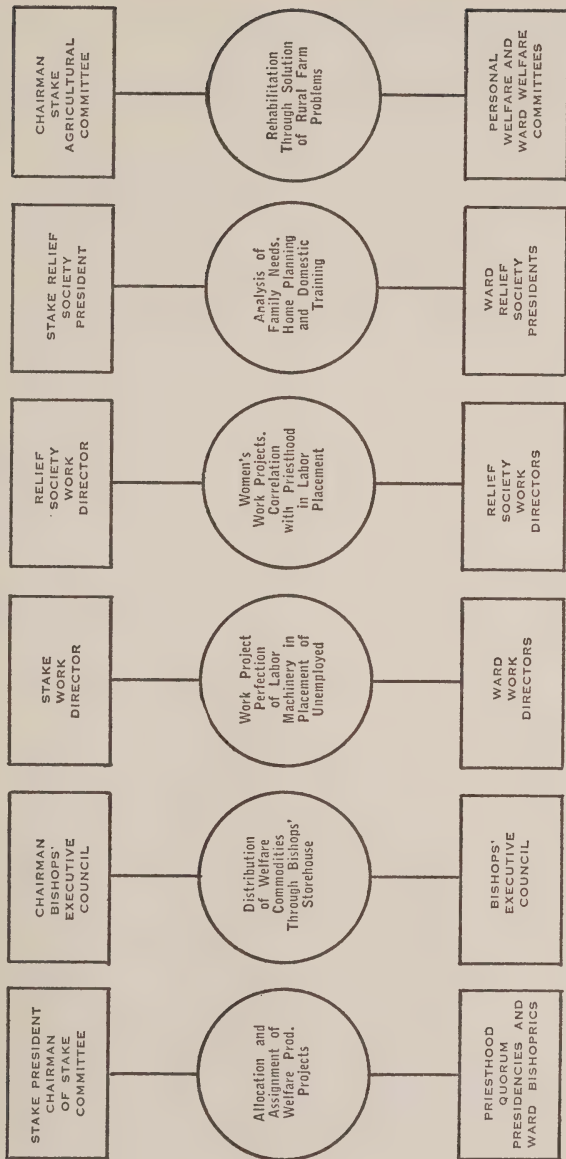 STAKE PRESIDENT
CHAIRMAN
OF STAKE
COMMITTEE
CHAIRMAN
BISHOPS'
EXECUTIVE
COUNCIL
STAKE
WORK
DIRECTOR
RELIEF
SOCIETY
WORK
DIRECTOR
STAKE RELIEF
SOCIETY
PRESIDENT
CHAIRMAN
STAKE
AGRICULTURAL
COMMITTEE
Allocation and
Assignment of
Welfare Prod.
Projects
Distribution
of Welfare
Commodities
Through Bishops'
Storehouse
Work Project
Perfection
of Labor
Machinery in
Placement of
Unemployed
Women's
Work Projects.
Correlation
with Priesthood
in Labor
Placement
Analysis of
Family Needs.
Home Planning
and Domestic
Training
Rehabilitation
Through Solution
of Rural Farm
Problems
PRIESTHOOD
QUORUM
PRESIDENCIES AND
WARD BISHOPRICS
BISHOPS'
EXECUTIVE
COUNCIL
WARD
WORK
DIRECTORS
RELIEF
SOCIETY
WORK
DIRECTORS
WARD
RELIEF
SOCIETY
PRESIDENTS
PERSONAL
WELFARE AND
WARD WELFARE
COMMITTEES